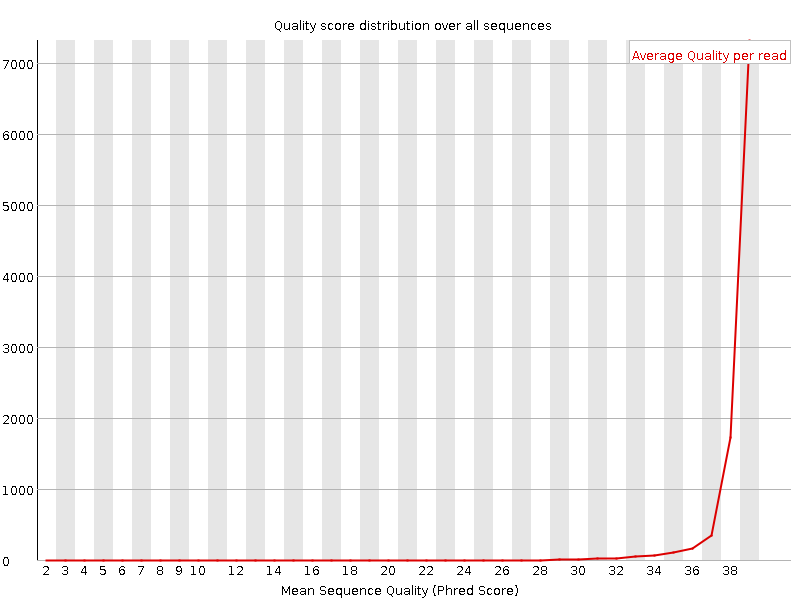 Quality score distribution over all sequences
Average Quality per read
7000
6000
5000
4000
3000
2000
1000
0
2 3 4 5 6 7 8 9 10 12 14 16 18 20 22 24 26 28 30 32 34 36 38
Mean Sequence Quality (Phred Score)